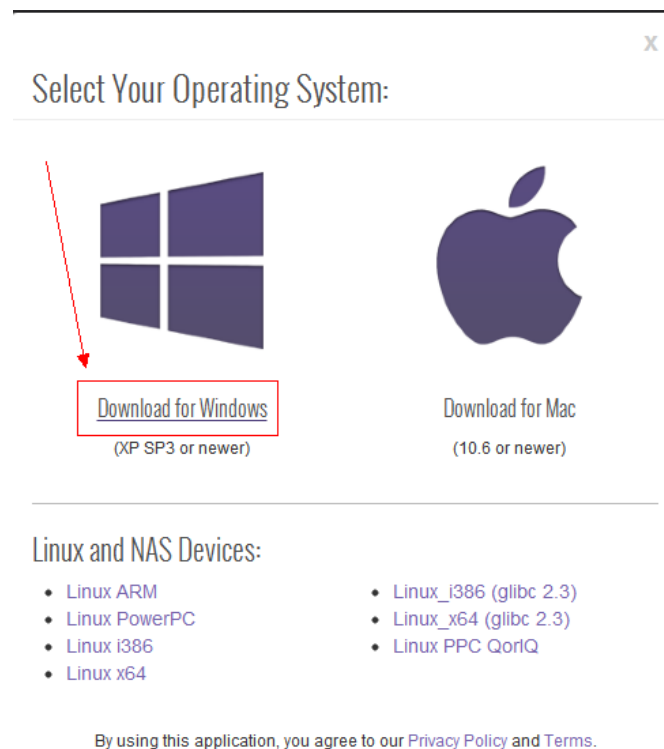 X
Select Your Operating System:
Download for Windows
(XP SP3 or newer)
Download for Mac
(10.6 or newer)
Linux and NAS Devices:
Linux ARM
Linux PowerPC
Linux i386
Linux x64
Linux_i386 (glibc 2.3)
Linux_x64 (glibc 2.3)
Linux PPC QorIQ
By using this application, you agree to our Privacy Policy and Terms.